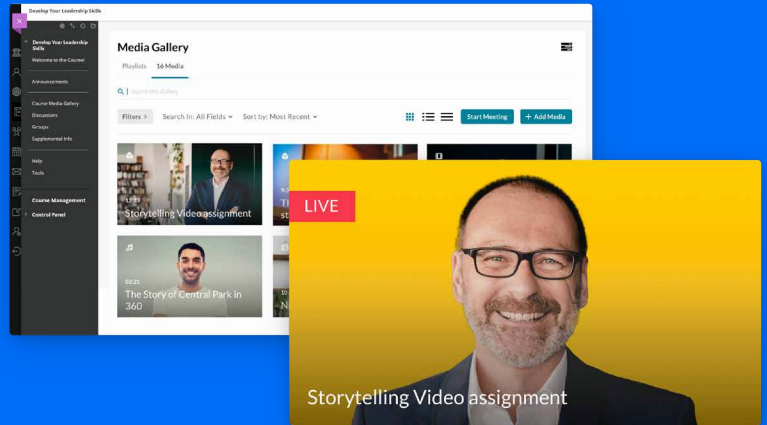 Develop Your Leadership Skills
Develop Your Leadership
Skills
Welcome to the Course!
Announcements
Course Media Gallery
Discussions
Groups
Supplemental Info
Help
Tools
Course Management
Control Panel
Media Gallery
Playlists 16 Media
Search this Gallery
Filters > Search In: All Fields Sort by: Most Recent Start Meeting + Add Media
12:25
Storytelling Video assignment
02:21
The Story of Central Park in
360
LIVE
Storytelling Video assignment